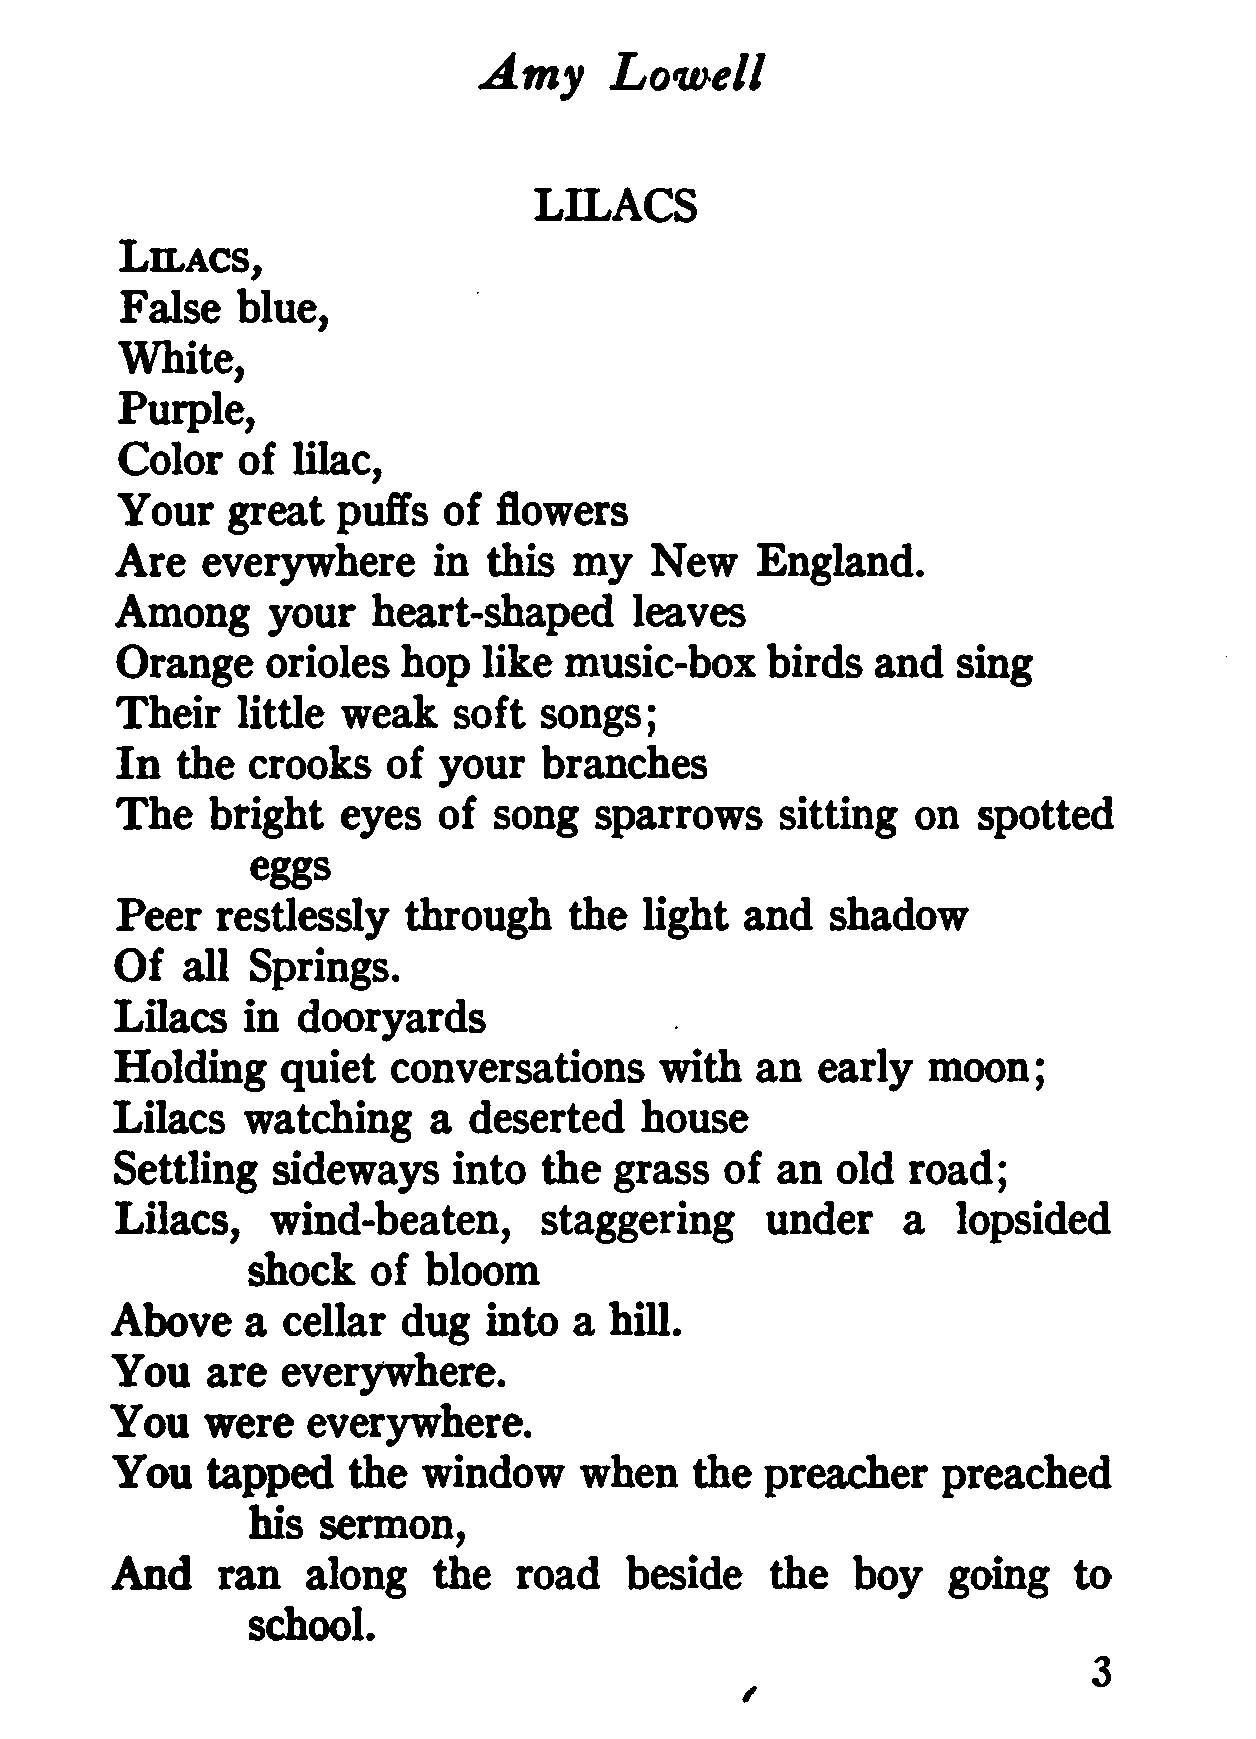 Amy Lowell
LILACS
LILACS,
False blue,
White,
Purple,
Color of lilac,
Your great puffs of flowers
Are everywhere in this my New England.
Among your heart-shaped leaves
Orange orioles hop like music-box birds and sing
Their little weak soft songs;
In the crooks of your branches
The bright eyes of song sparrows sitting on spotted
eggs
Peer restlessly through the light and shadow
Of all Springs.
Lilacs in dooryards
Holding quiet conversations with an early moon;
Lilacs watching a deserted house
Settling sideways into the grass of an old road;
Lilacs, wind-beaten, staggering under a lopsided
shock of bloom
Above a cellar dug into a hill.
You are everywhere.
You were everywhere.
You tapped the window when the preacher preached
his sermon,
And ran along the road beside the boy going to
school.
3